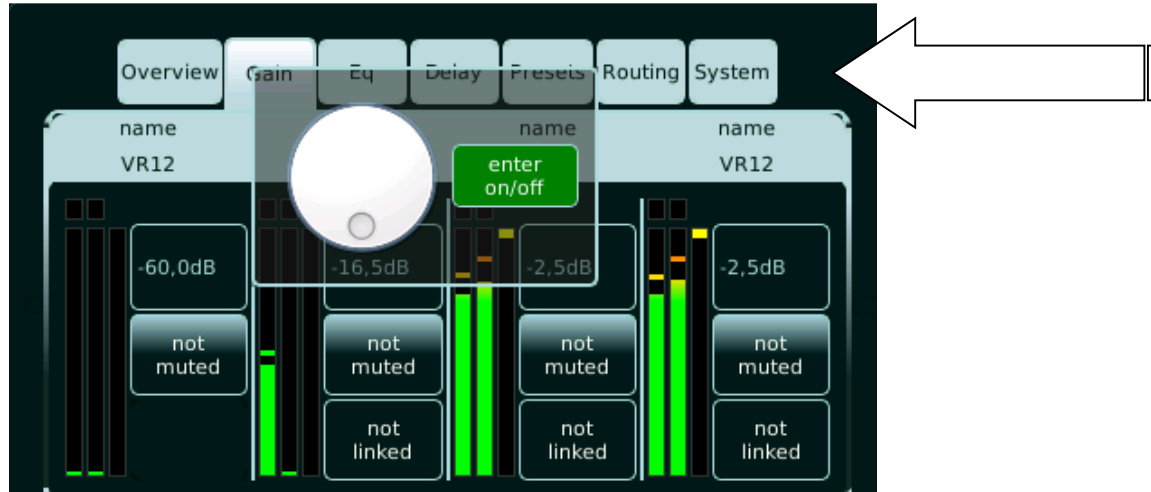 Overview Gain Eq Delay Presets Routing System
name name name
VR12 VR12
enter
on/off
-60,0dB -16,5dB -2,5dB -2,5dB
not not not not
muted muted muted muted
not not not
linked linked linked